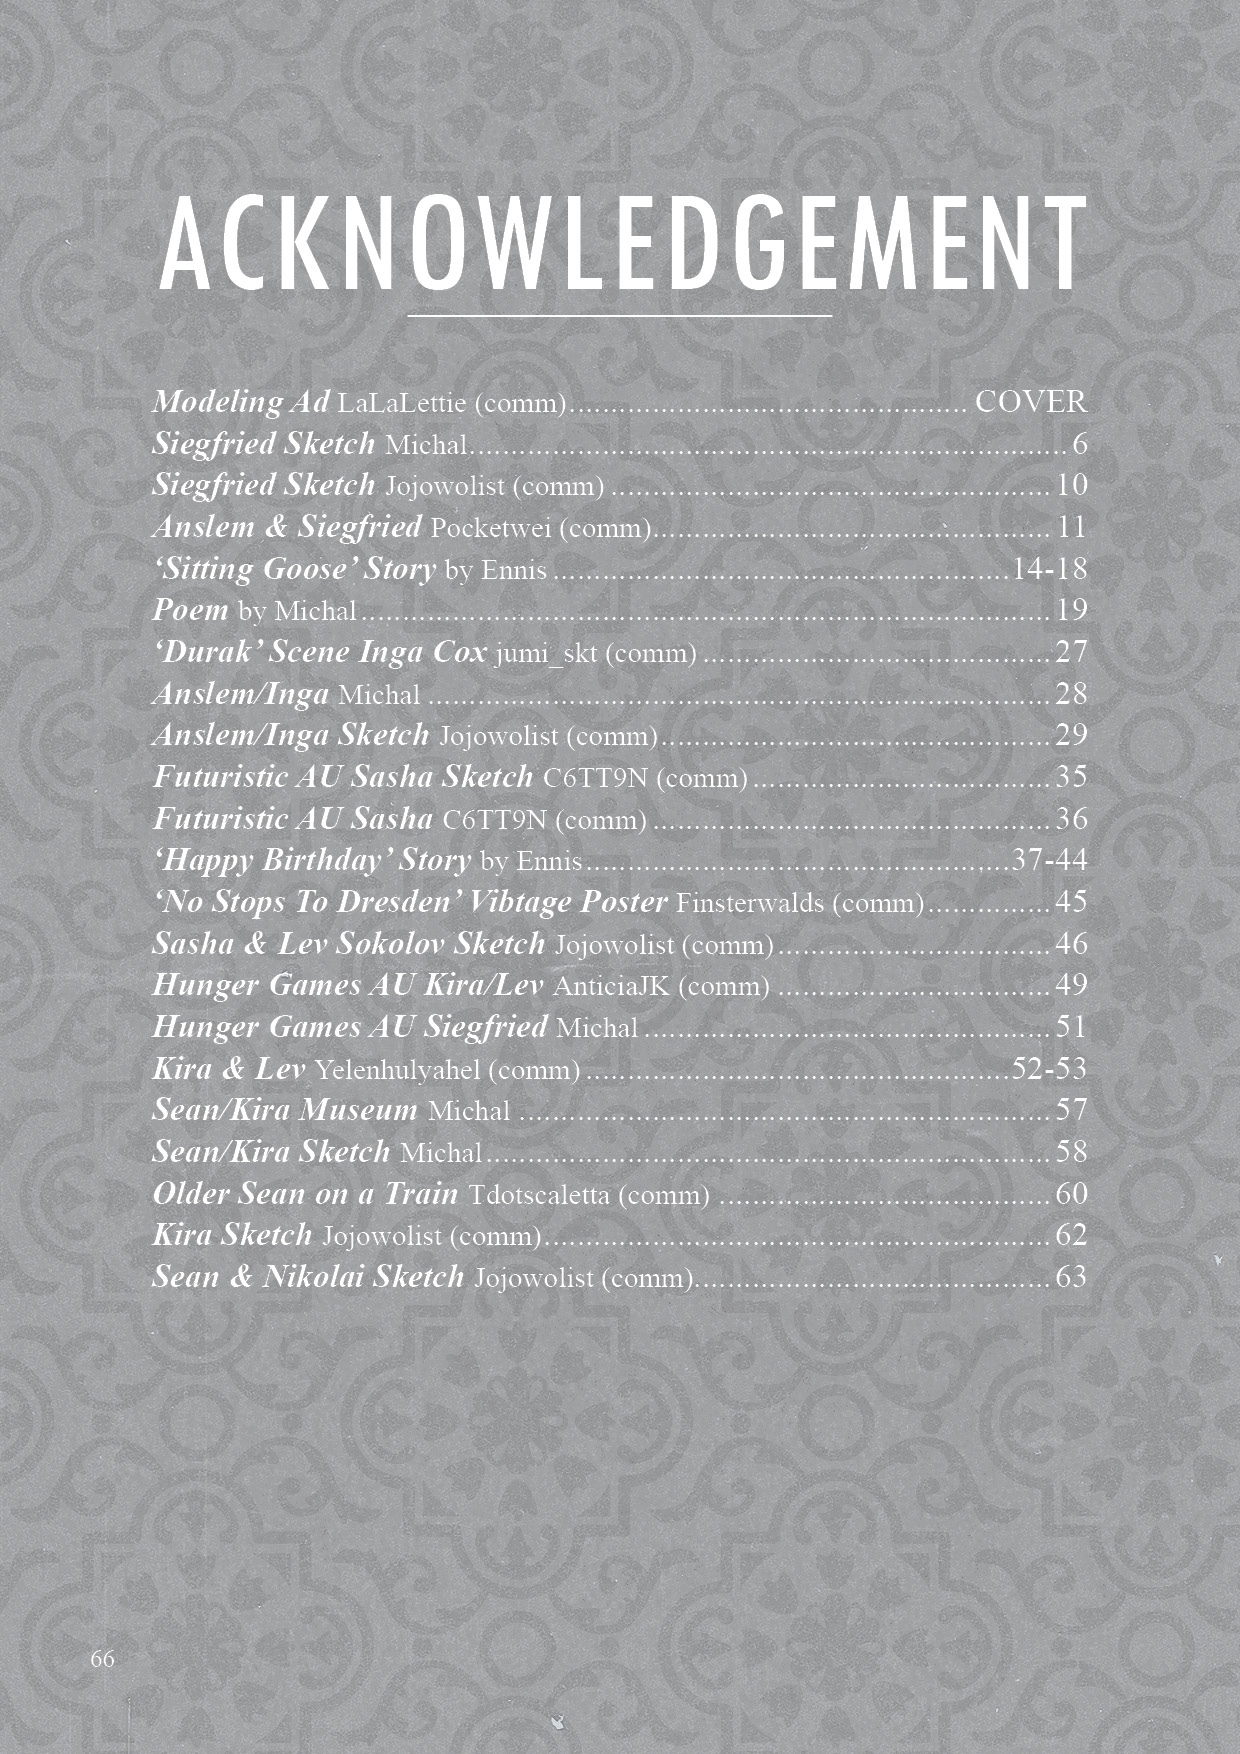 ACKNOWLEDGEMENT
Modeling Ad LaLaLettie (comm)................................................ COVER
Siegfried Sketch Michal........................................................................ 6
Siegfried Sketch Jojowolist (comm) ..................................................... 10
Anslem & Siegfried Pocketwei (comm)................................................ 11
‘Sitting Goose’ Story by Ennis .......................................................14-18
Poem by Michal................................................................................... 19
‘Durak’ Scene Inga Cox jumi_skt (comm) .......................................... 27
Anslem/Inga Michal ........................................................................... 28
Anslem/Inga Sketch Jojowolist (comm)............................................... 29
Futuristic AU Sasha Sketch C6TT9N (comm) .................................... 35
Futuristic AU Sasha C6TT9N (comm) ................................................ 36
‘Happy Birthday’ Story by Ennis...................................................37-44
‘No Stops To Dresden’ Vibtage Poster Finsterwalds (comm)............... 45
Sasha & Lev Sokolov Sketch Jojowolist (comm) ................................. 46
Hunger Games AU Kira/Lev AnticiaJK (comm) ................................. 49
Hunger Games AU Siegfried Michal ................................................. 51
Kira & Lev Yelenhulyahel (comm) ...................................................52-53
Sean/Kira Museum Michal ................................................................ 57
Sean/Kira Sketch Michal.................................................................... 58
Older Sean on a Train Tdotscaletta (comm) ........................................ 60
Kira Sketch Jojowolist (comm)............................................................. 62
Sean & Nikolai Sketch Jojowolist (comm)........................................... 63
66